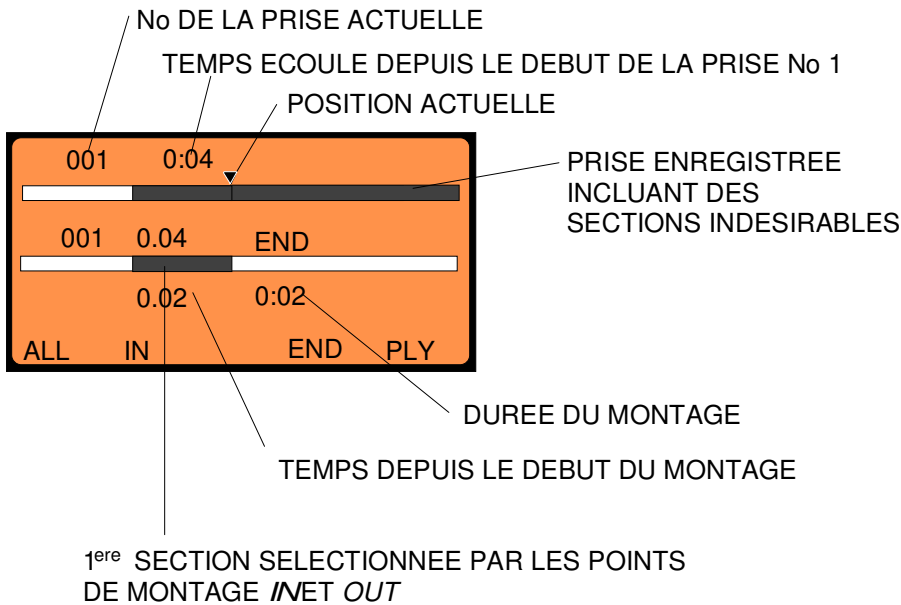 No DE LA PRISE ACTUELLE
TEMPS ECOULE DEPUIS LE DEBUT DE LA PRISE No 1
POSITION ACTUELLE
001 0:04
PRISE ENREGISTREE
INCLUANT DES
SECTIONS INDESIRABLES
001 0.04 END
0.02 0:02
ALL IN END PLY
DUREE DU MONTAGE
TEMPS DEPUIS LE DEBUT DU MONTAGE
1ere SECTION SELECTIONNEE PAR LES POINTS
DE MONTAGE IN ET OUT